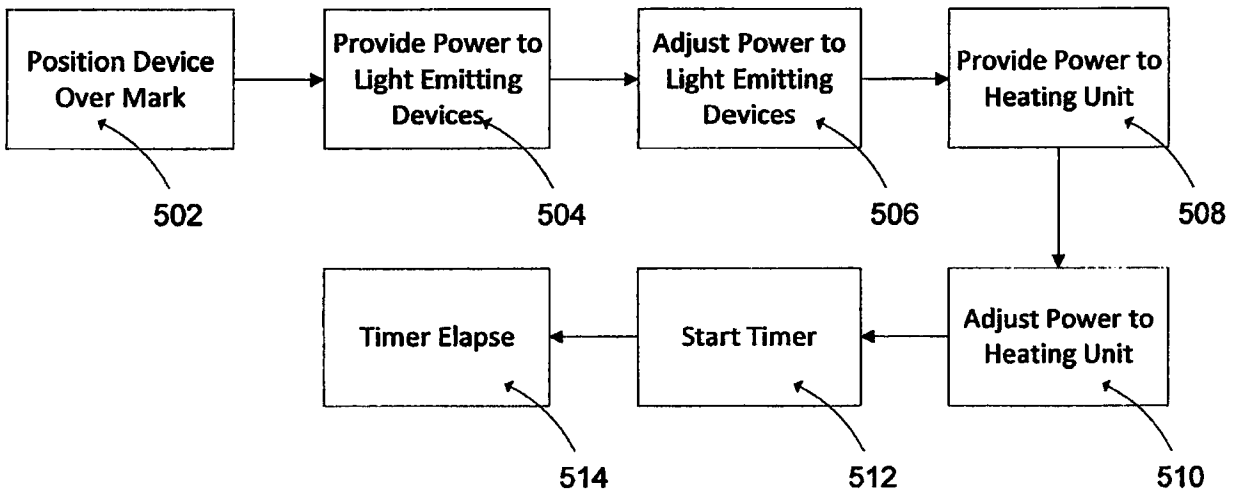 Position Device
Over Mark
Provide Power to
Light Emitting
Devices
Adjust Power to
Light Emitting
Devices
Provide Power to
Heating Unit
502
504
506
508
Timer Elapse
Start Timer
Adjust Power to
Heating Unit
514
512
510